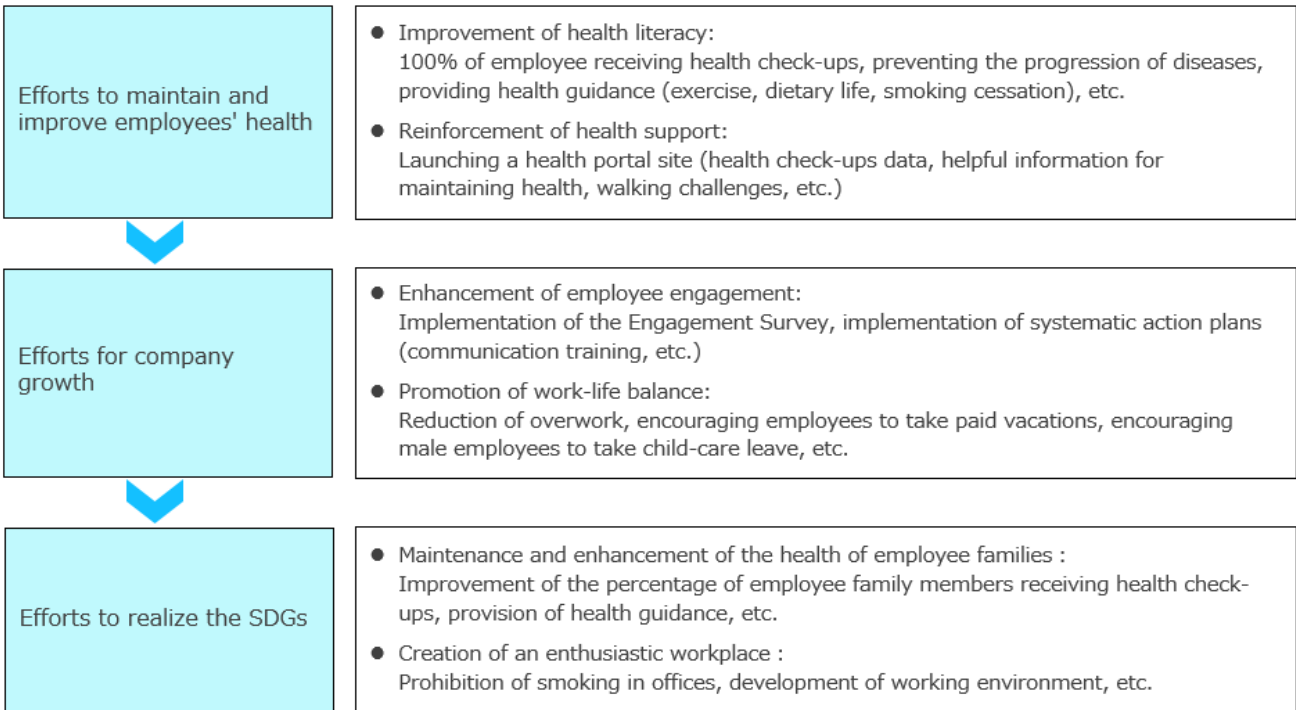 Efforts to maintain and
improve employees' health
● Improvement of health literacy:
100% of employee receiving health check-ups, preventing the progression of diseases,
providing health guidance (exercise, dietary life, smoking cessation), etc.
● Reinforcement of health support:
Launching a health portal site (health check-ups data, helpful information for
maintaining health, walking challenges, etc.)
Efforts for company
growth
● Enhancement of employee engagement:
Implementation of the Engagement Survey, implementation of systematic action plans
(communication training, etc.)
● Promotion of work-life balance:
Reduction of overwork, encouraging employees to take paid vacations, encouraging
male employees to take child-care leave, etc.
Efforts to realize the SDGs
● Maintenance and enhancement of the health of employee families :
Improvement of the percentage of employee family members receiving health check-
ups, provision of health guidance, etc.
● Creation of an enthusiastic workplace :
Prohibition of smoking in offices, development of working environment, etc.